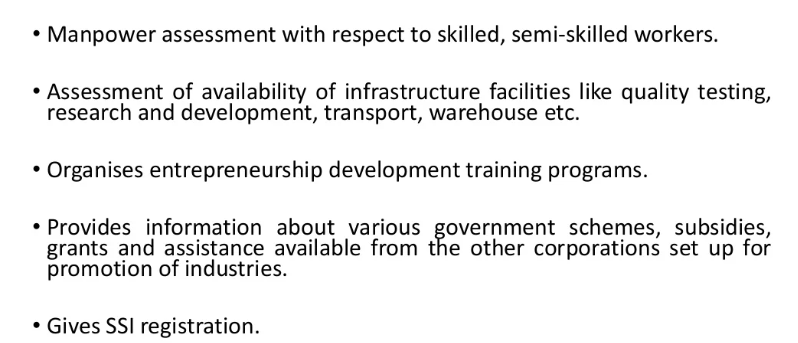 • Manpower assessment with respect to skilled, semi-skilled workers.
• Assessment of availability of infrastructure facilities like quality testing,
research and development, transport, warehouse etc.
• Organises entrepreneurship development training programs.
• Provides information about various government schemes, subsidies,
grants and assistance available from the other corporations set up for
promotion of industries.
• Gives SSI registration.